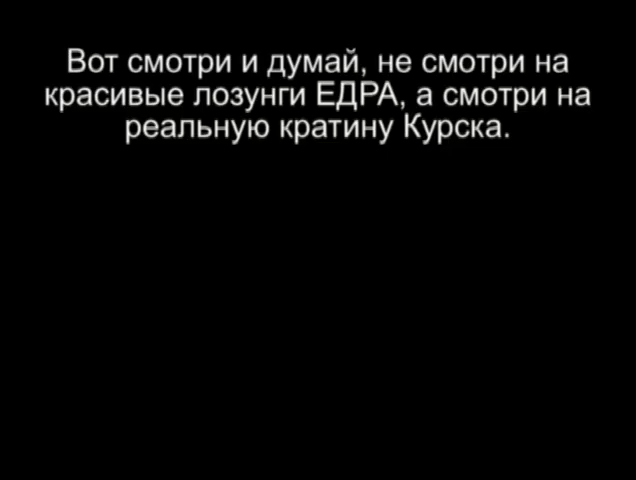 Вот смотри и думай, не смотри на
красивые лозунги ЕДРА, а смотри на
реальную кратину Курска.